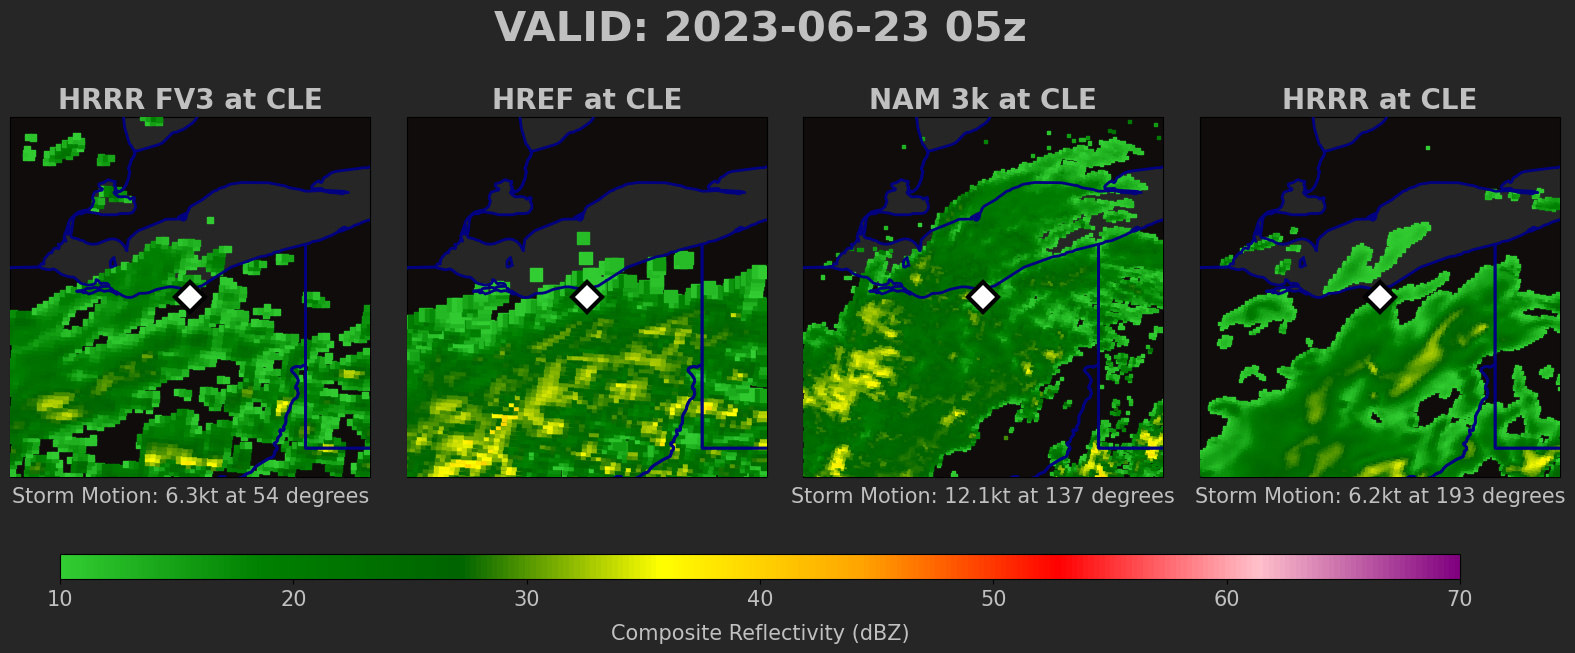 VALID: 2023-06-23 05z
HRRR FV3 at CLE
HREF at CLE
NAM 3k at CLE
HRRR at CLE
Storm Motion: 6.3kt at 54 degrees
Storm Motion: 12.1kt at 137 degrees
Storm Motion: 6.2kt at 193 degrees
10 20 30 40 50 60 70
Composite Reflectivity (dBZ)